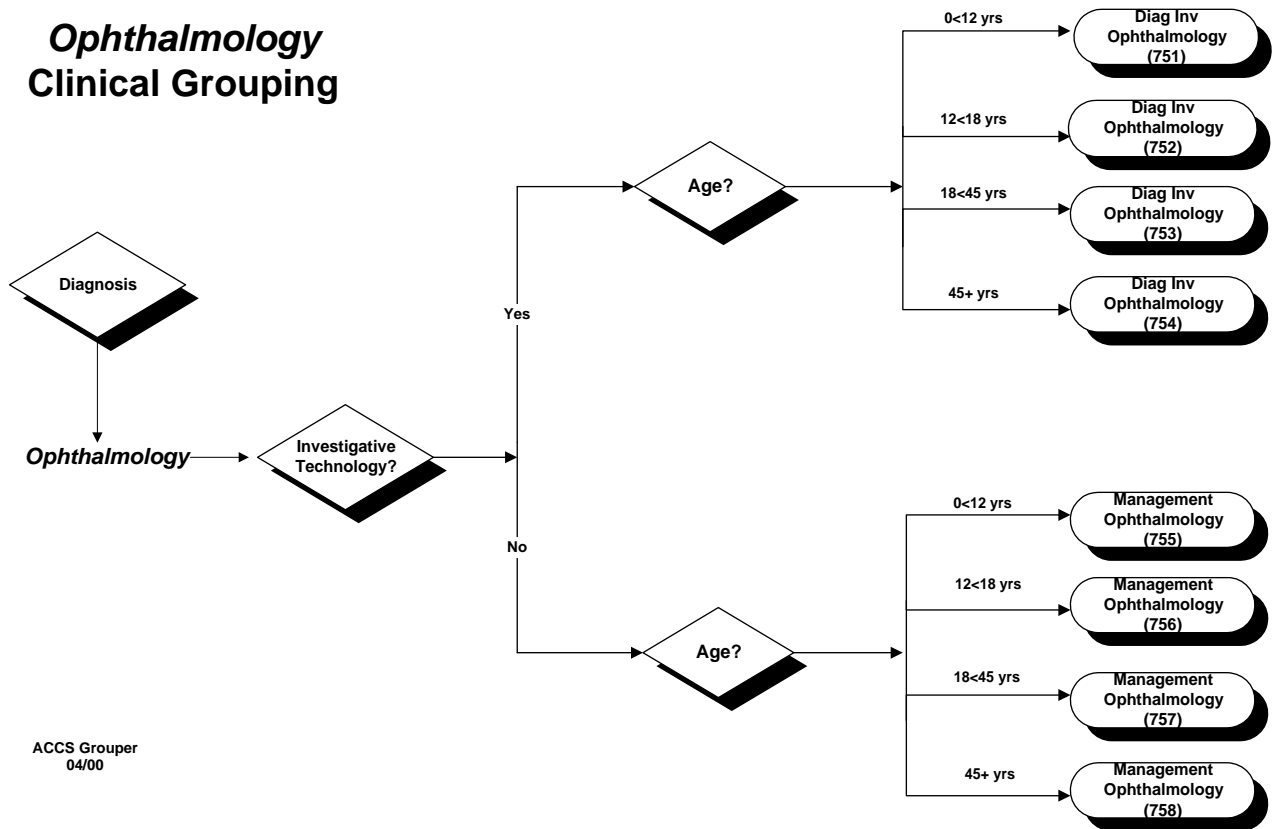 Ophthalmology
Clinical Grouping
Diagnosis
Ophthalmology
Investigative
Technology?
Yes
Age?
0<12 yrs
Diag Inv
Ophthalmology
(751)
12<18 yrs
Diag Inv
Ophthalmology
(752)
18<45 yrs
Diag Inv
Ophthalmology
(753)
45+ yrs
Diag Inv
Ophthalmology
(754)
No
Age?
0<12 yrs
Management
Ophthalmology
(755)
12<18 yrs
Management
Ophthalmology
(756)
18<45 yrs
Management
Ophthalmology
(757)
45+ yrs
Management
Ophthalmology
(758)
ACCS Grouper
04/00